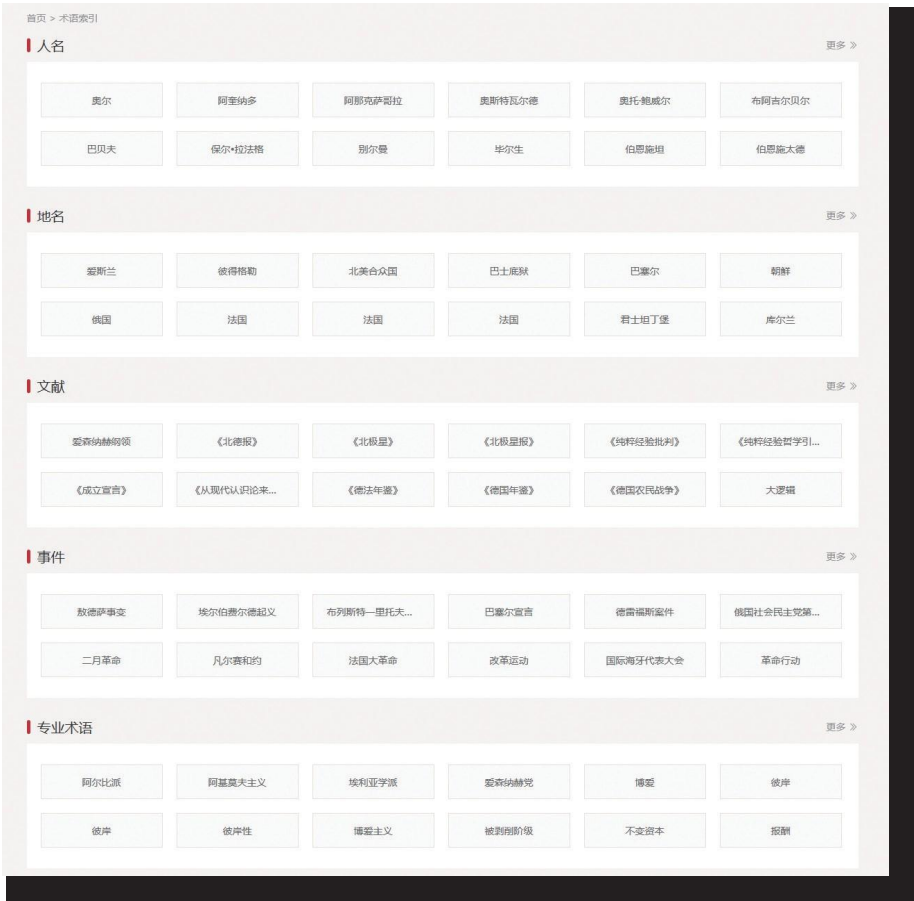 首页 > 术语索引
人名 更多 》
奥尔 阿奎纳多 阿那克萨哥拉 奥斯特瓦尔德 奥托·鲍威尔 布阿吉尔贝尔
巴贝夫 保尔•拉法格 别尔曼 毕尔生 伯恩施坦 伯恩施太德
地名 更多 》
爱斯兰 彼得格勒 北美合众国 巴士底狱 巴塞尔 朝鲜
俄国 法国 法国 法国 君士坦丁堡 库尔兰
文献 更多 》
爱森纳赫纲领 《北德报》 《北极星》 《北极星报》 《纯粹经验批判》 《纯粹经验哲学引...
《成立宣言》 《从现代认识论来... 《德法年鉴》 《德国年鉴》 《德国农民战争》 大逻辑
事件 更多 》
敖德萨事变 埃尔伯费尔德起义 布列斯特—里托夫... 巴塞尔宣言 德雷福斯案件 俄国社会民主党第...
二月革命 凡尔赛和约 法国大革命 改革运动 国际海牙代表大会 革命行动
专业术语 更多 》
阿尔比派 阿基莫夫主义 埃利亚学派 爱森纳赫党 博爱 彼岸
彼岸 彼岸性 博爱主义 被剥削阶级 不变资本 报酬